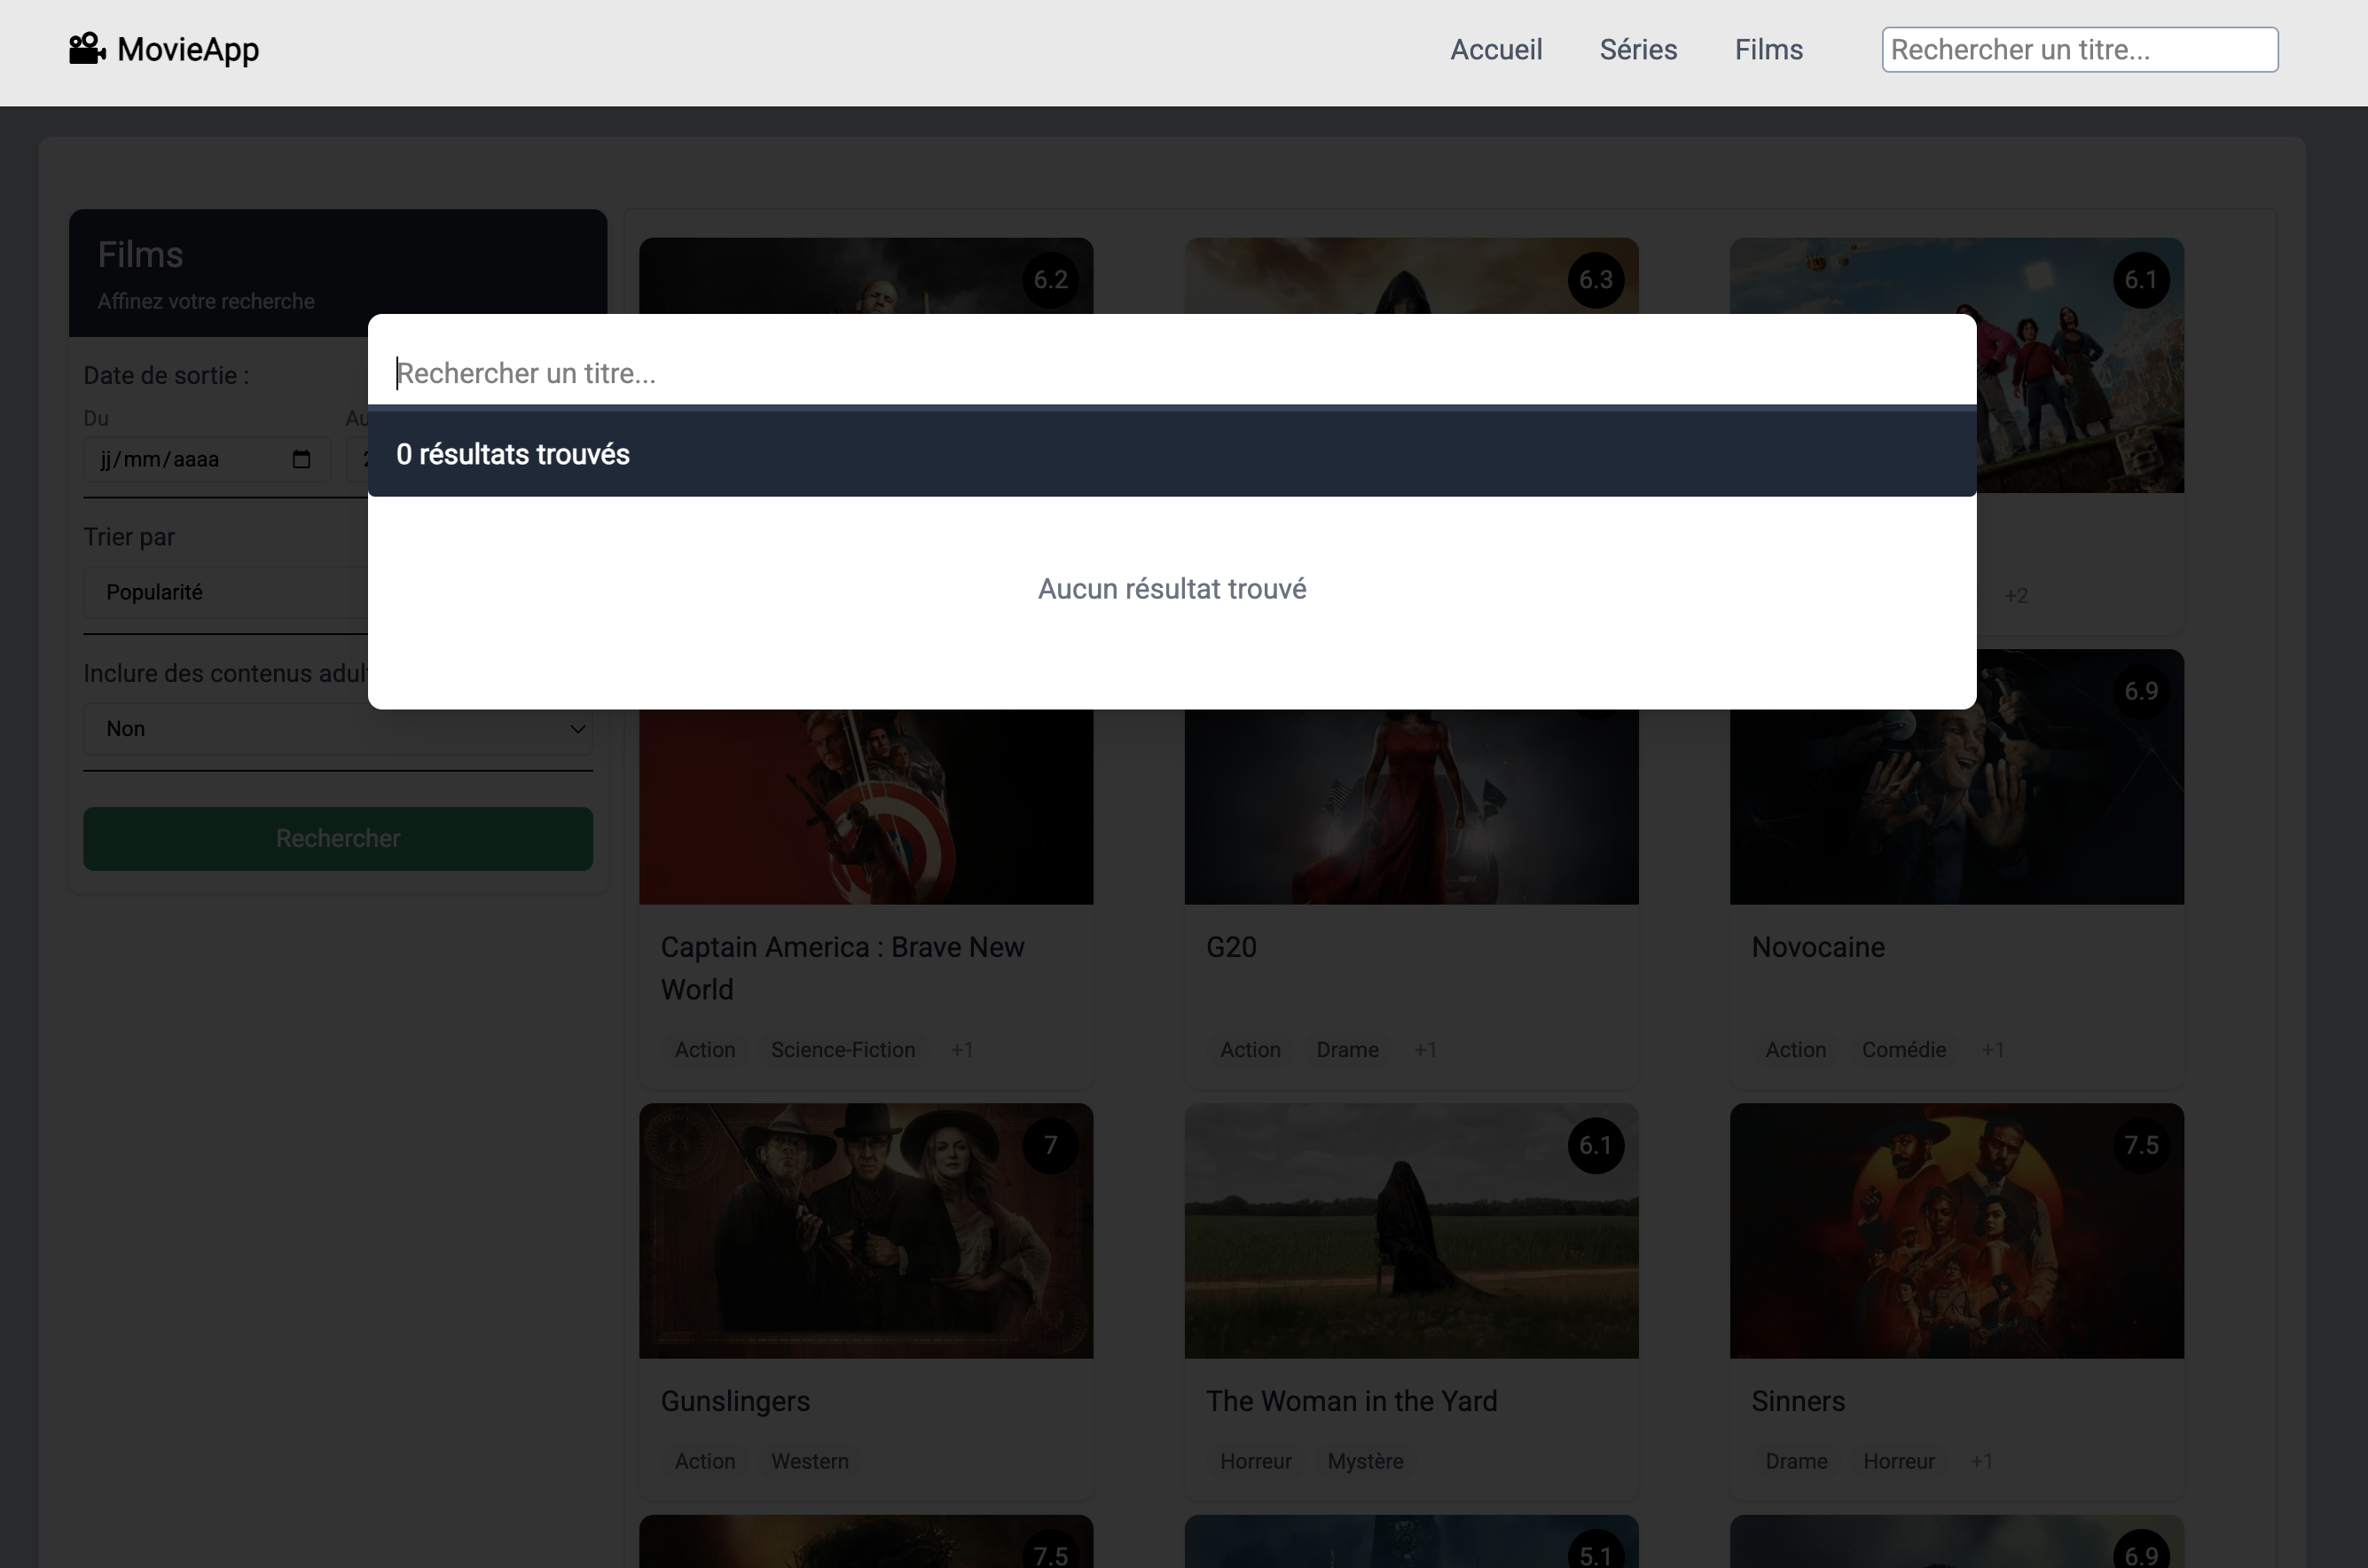 MovieApp
Accueil
Séries
Films
Rechercher un titre...
Films
Affinez votre recherche
Date de sortie :
Du
jj/mm/aaaa
Trier par
Popularité
Inclure des contenus
Non
Rechercher
Rechercher un titre...
0 résultats trouvés
Aucun résultat trouvé
6.2
6.3
6.1
+2
6.9
Captain America : Brave New
World
Action
Science-Fiction
+1
G20
Action
Drame
+1
Novocaine
Action
Comédie
+1
7
6.1
7.5
Gunslingers
Action
Western
The Woman in the Yard
Horreur
Mystère
Sinners
Drame
Horreur
+1
7.5
5.1
6.9